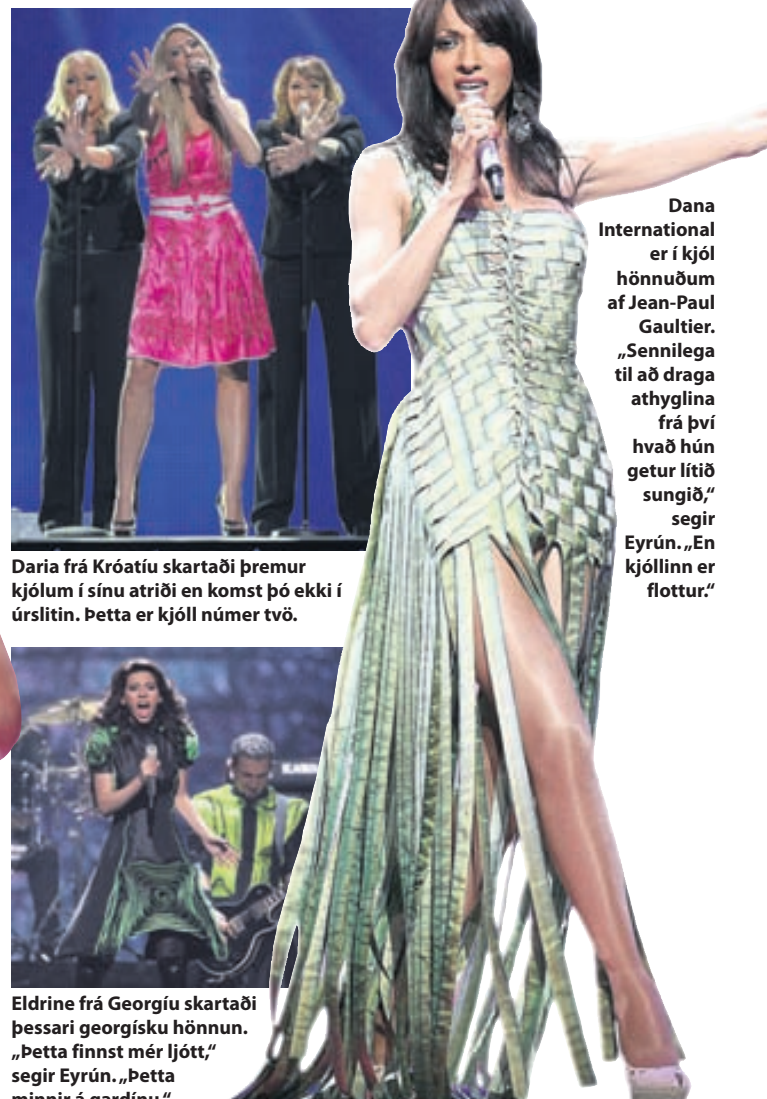 Dana
International
er í kjól
hönnuðum
af Jean-Paul
Gaultier.
„Sennilega
til að draga
athyglina
frá því
hvað hún
getur lítið
sungið,“
segir
Eyrún. „En
kjóllinn er
flottur.“
Daria frá Króatíu skartaði þremur
kjólum í sínu atriði en komst þó ekki í
úrslitin. Þetta er kjóll númer tvö.
Eldrine frá Georgíu skartaði
þessari georgísku hönnun.
„Þetta finnst mér ljótt,“
segir Eyrún. „Þetta
minnir á gardínu.“